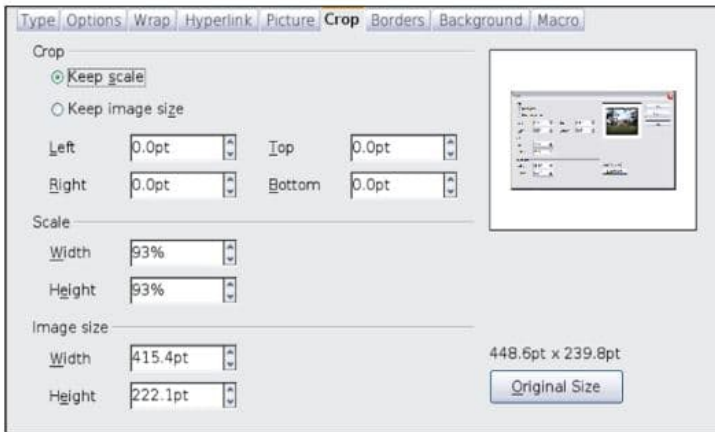 Type Options Wrap Hyperlink Picture Crop Borders Background Macro
Crop
Keep scale
Keep image size
Left 0.0pt Top 0.0pt
Right 0.0pt Bottom 0.0pt
Scale
Width 93%
Height 93%
Image size
Width 415.4pt 448.6pt x 239.8pt
Height 222.1pt Original Size